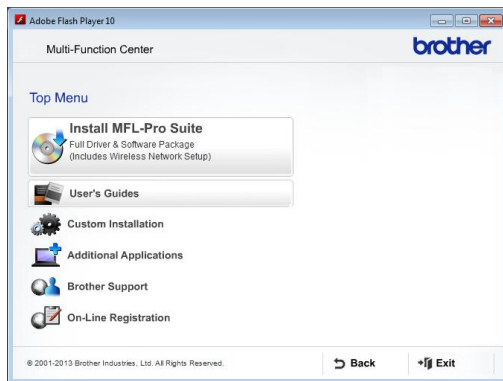 Adobe Flash Player 10
Multi-Function Center
brother
Top Menu
Install MFL-Pro Suite
Full Driver & Software Package
(Includes Wireless Network Setup)
User's Guides
Custom Installation
Additional Applications
Brother Support
On-Line Registration
© 2001-2013 Brother Industries, Ltd. All Rights Reserved.
Back
Exit